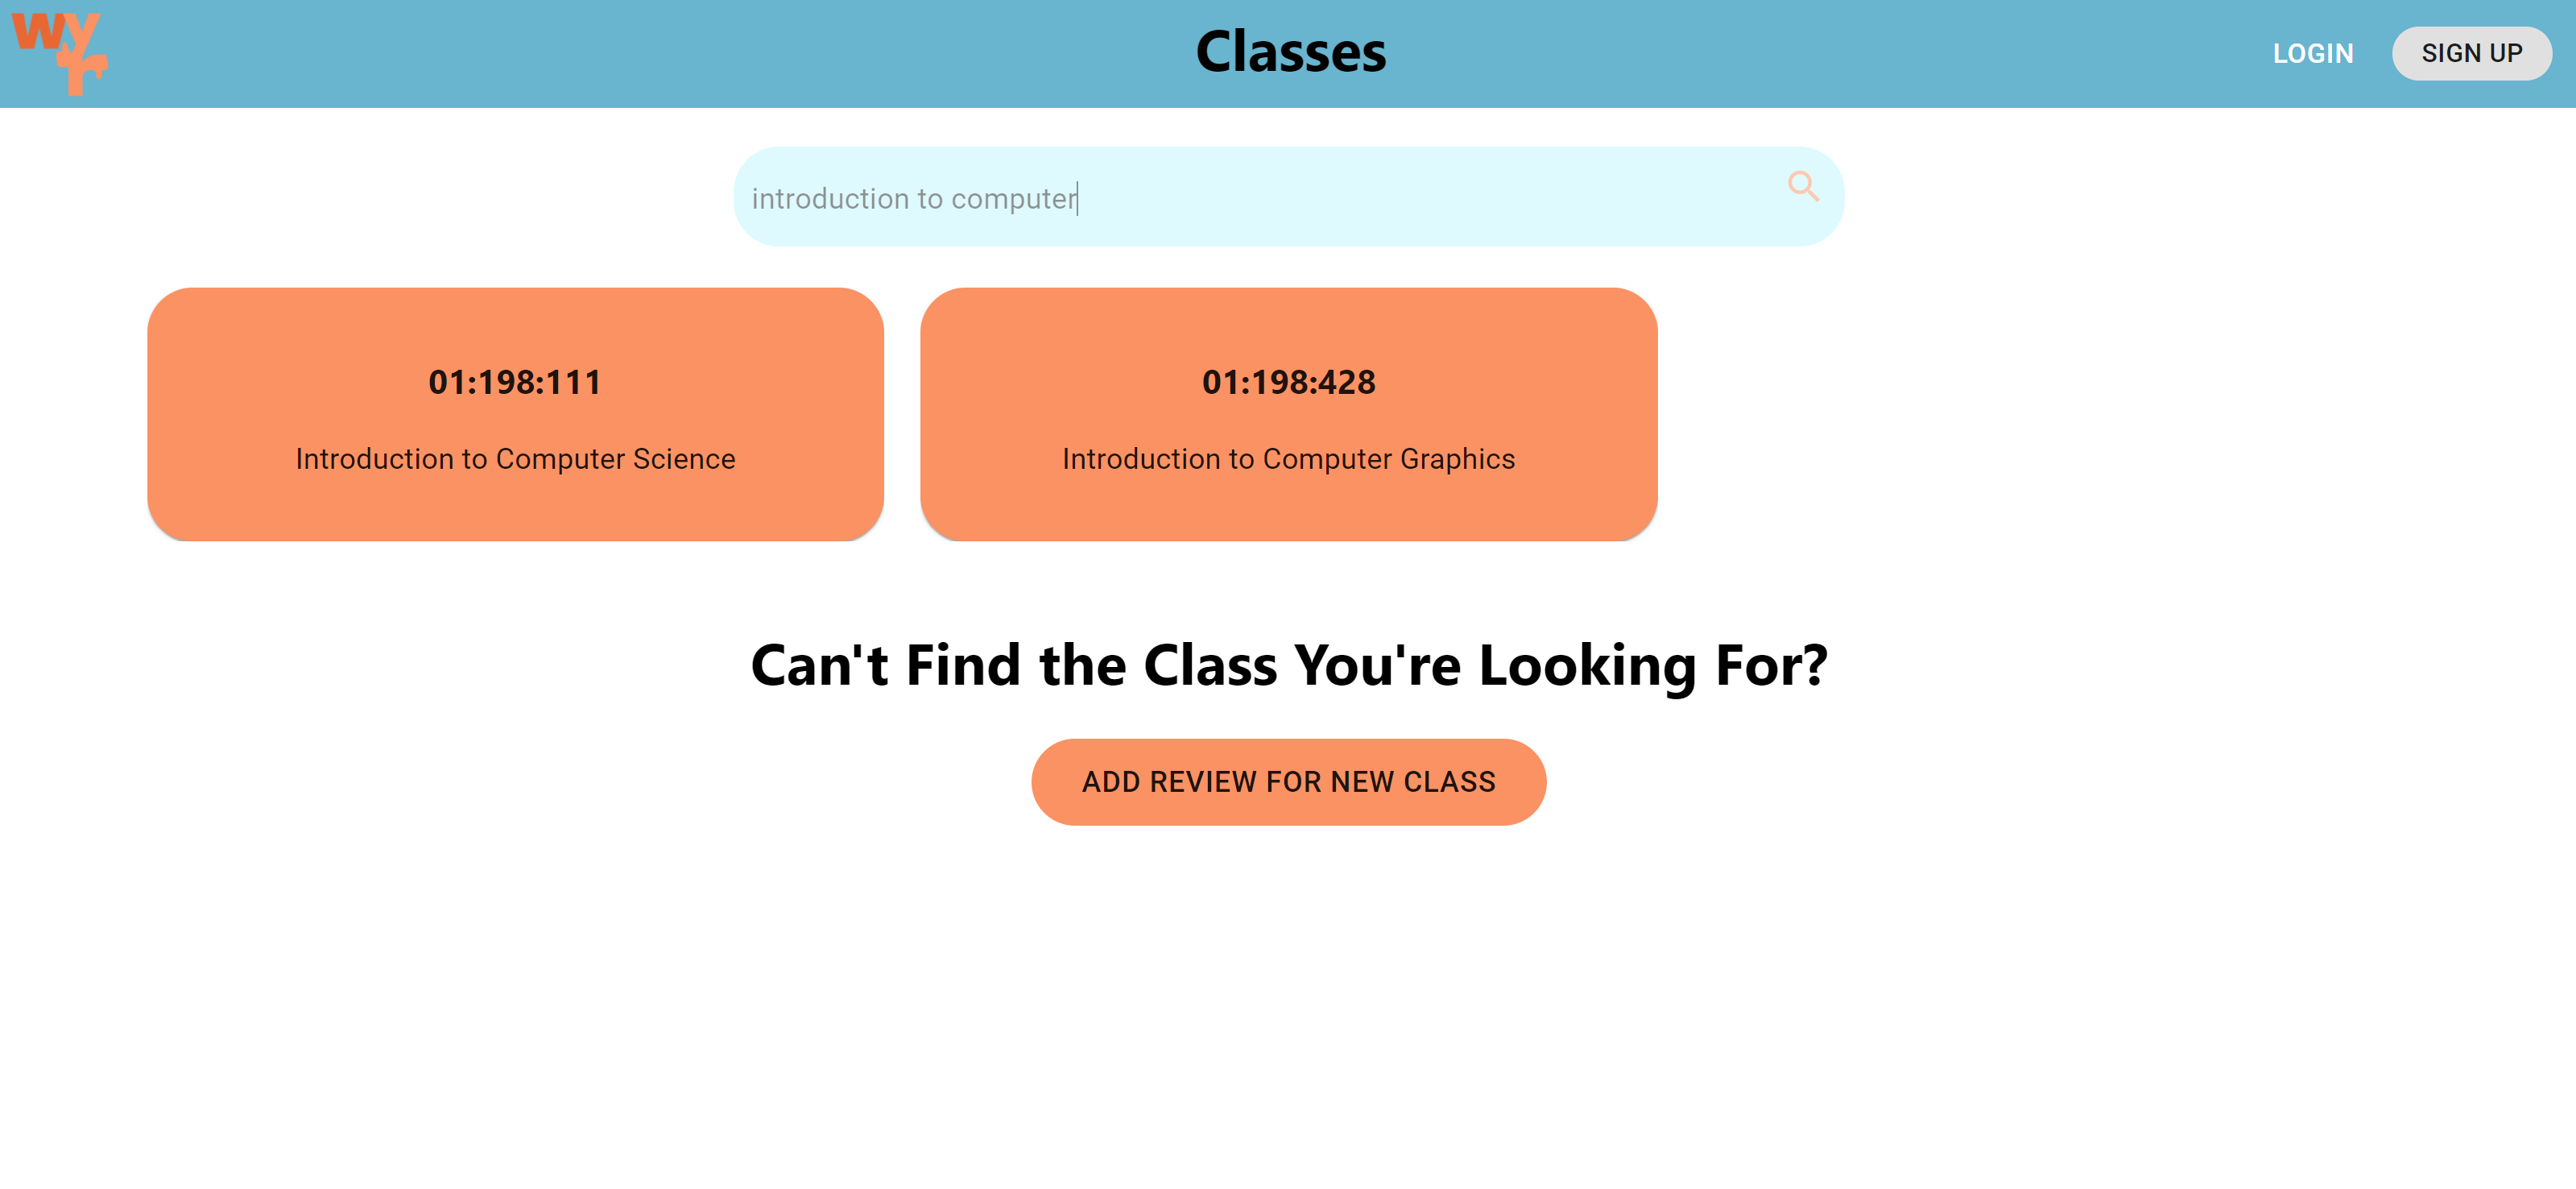 wy
r
Classes
LOGIN
SIGN UP
introduction to computer
01:198:111
01:198:428
Introduction to Computer Science
Introduction to Computer Graphics
Can't Find the Class You're Looking For?
ADD REVIEW FOR NEW CLASS